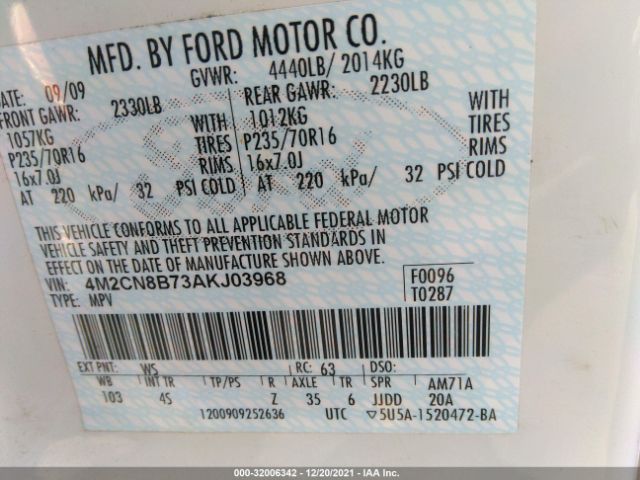 MFD. BY FORD MOTOR CO.
DATE: 09/09 GVWR: 4440LB/ 2014KG
FRONT GAWR: 2330LB REAR GAWR: 2230LB
1057KG WITH 1012KG WITH
P235/70R16 TIRES P235/70R16 TIRES
16x7.0J RIMS 16x7.0J RIMS
AT 220 kPa/ 32 PSI COLD AT 220 kPa/ 32 PSI COLD
THIS VEHICLE CONFORMS TO ALL APPLICABLE FEDERAL MOTOR
VEHICLE SAFETY AND THEFT PREVENTION STANDARDS IN
EFFECT ON THE DATE OF MANUFACTURE SHOWN ABOVE.
VIN: 4M2CN8B73AKJ03968 F0096
TYPE: MPV T0287
EXT PNT: WS RC: 63 DSO:
WB INT TR TP/PS R AXLE TR SPR AM71A
103 4S Z 35 6 JJDD 20A
1200909252636 UTC ▽5U5A-1520472-BA
000-32006342 - 12/20/2021 - IAA Inc.